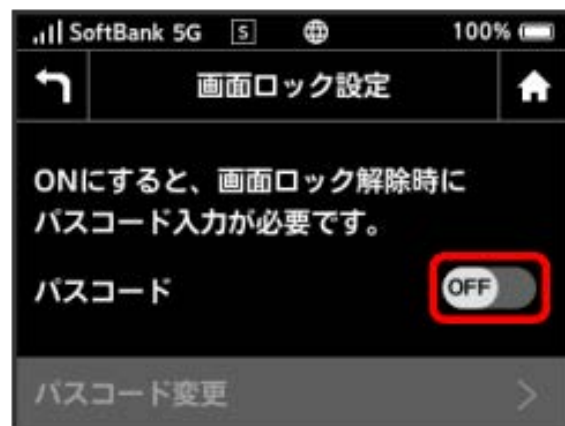 SoftBank 5G S 100%
画面ロック設定
ONにすると、画面ロック解除時に
パスコード入力が必要です。
パスコード OFF
パスコード変更